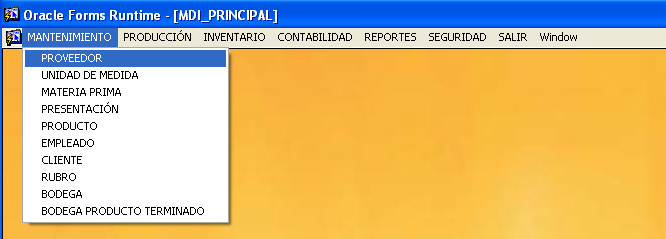 Oracle Forms Runtime - [MDI_PRINCIPAL]
MANTENIMIENTO PRODUCCIÓN INVENTARIO CONTABILIDAD REPORTES SEGURIDAD SALIR Window
PROVEEDOR
UNIDAD DE MEDIDA
MATERIA PRIMA
PRESENTACIÓN
PRODUCTO
EMPLEADO
CLIENTE
RUBRO
BODEGA
BODEGA PRODUCTO TERMINADO